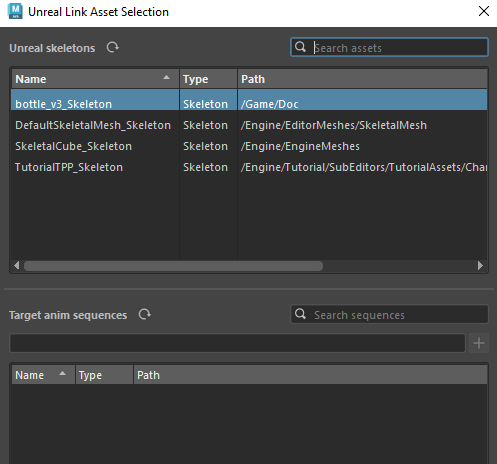 Unreal Link Asset Selection
Unreal skeletons
Search assets
Name Type Path
bottle_v3_Skeleton Skeleton /Game/Doc
DefaultSkeletalMesh_Skeleton Skeleton /Engine/EditorMeshes/SkeletalMesh
SkeletalCube_Skeleton Skeleton /Engine/EngineMeshes
TutorialTPP_Skeleton Skeleton /Engine/Tutorial/SubEditors/TutorialAssets/Cha
Target anim sequences
Search sequences
Name Type Path